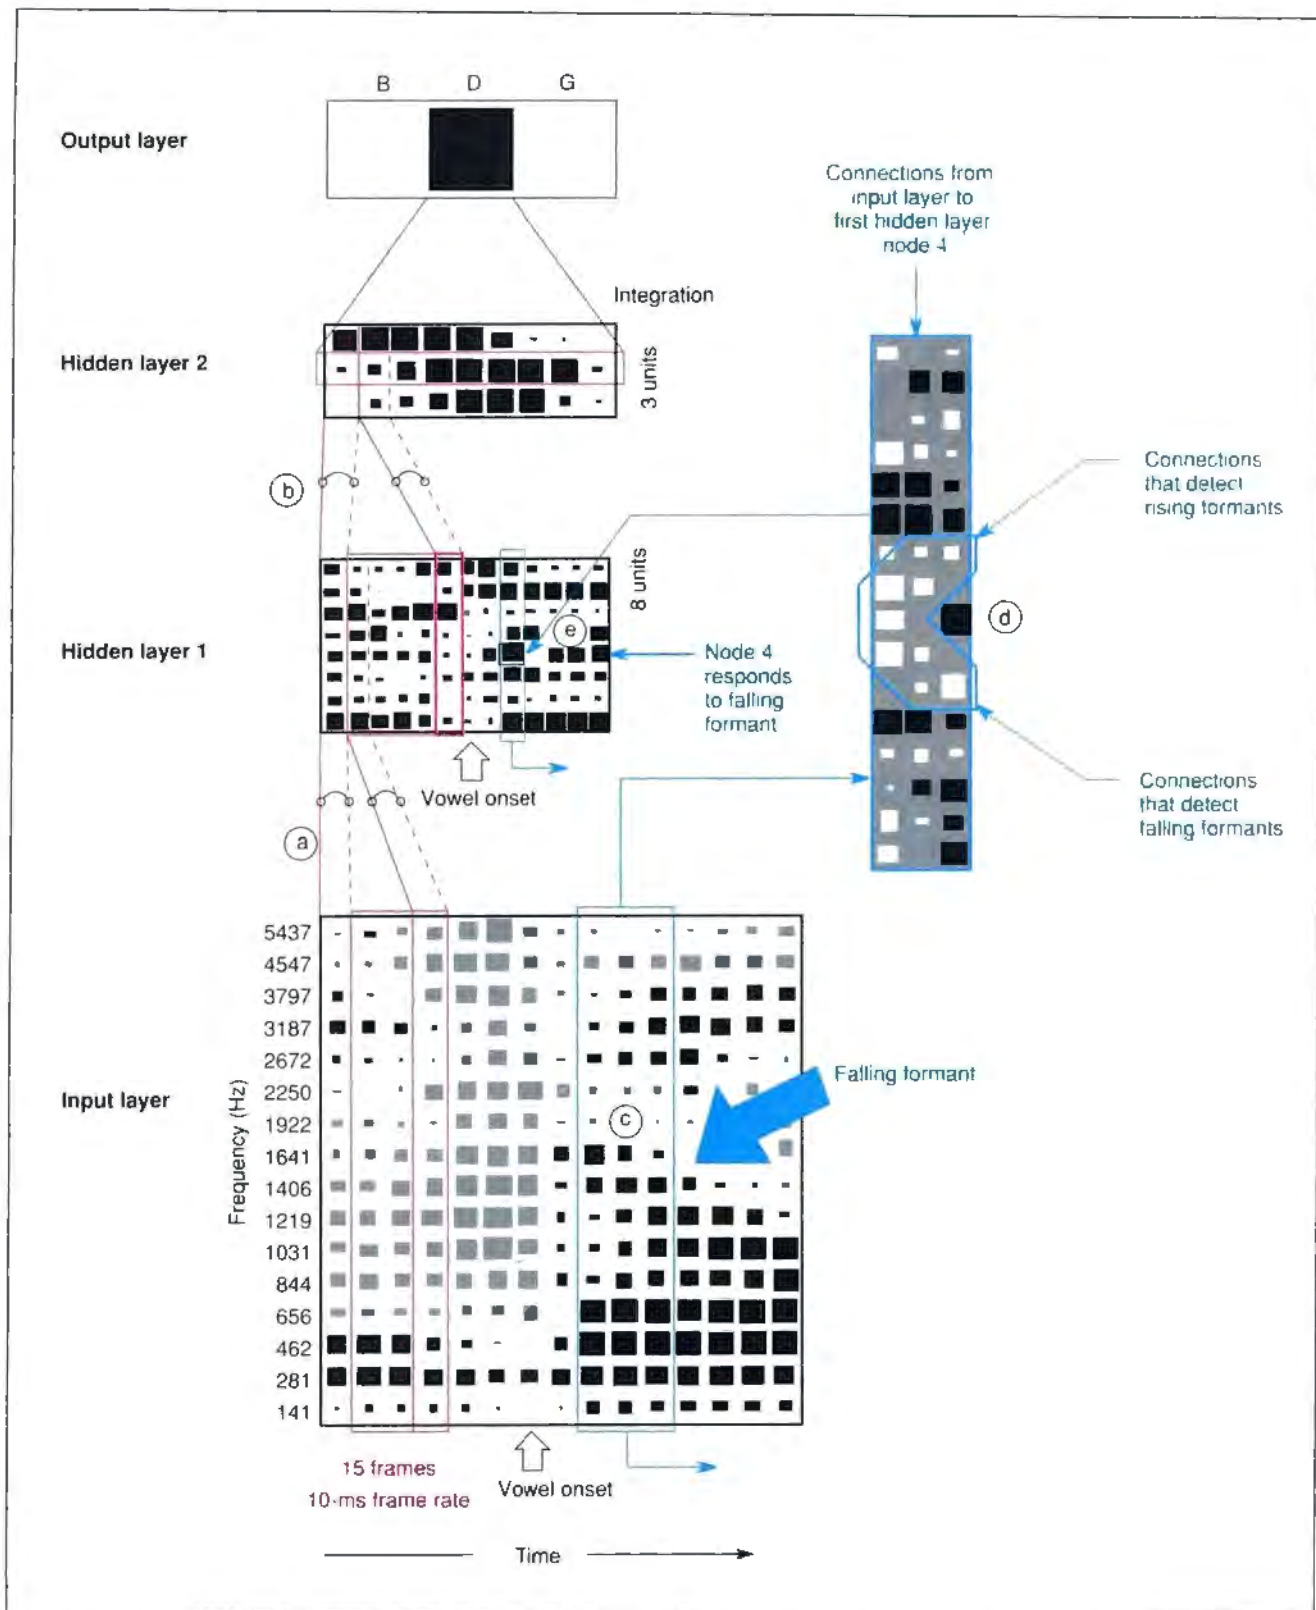 B D G
Output layer
Connections from
input layer to
first hidden layer
node 4
Integration
Hidden layer 2
3 units
b
Connections
that detect
rising formants
8 units
d
Hidden layer 1
e
Node 4
responds
to falling
formant
Vowel onset
Connections
that detect
falling formants
a
Input layer
Frequency (Hz)
5437
4547
3797
3187
2672
2250
1922
1641
1406
1219
1031
844
656
462
281
141
Falling formant
c
15 frames
10-ms frame rate
Vowel onset
Time